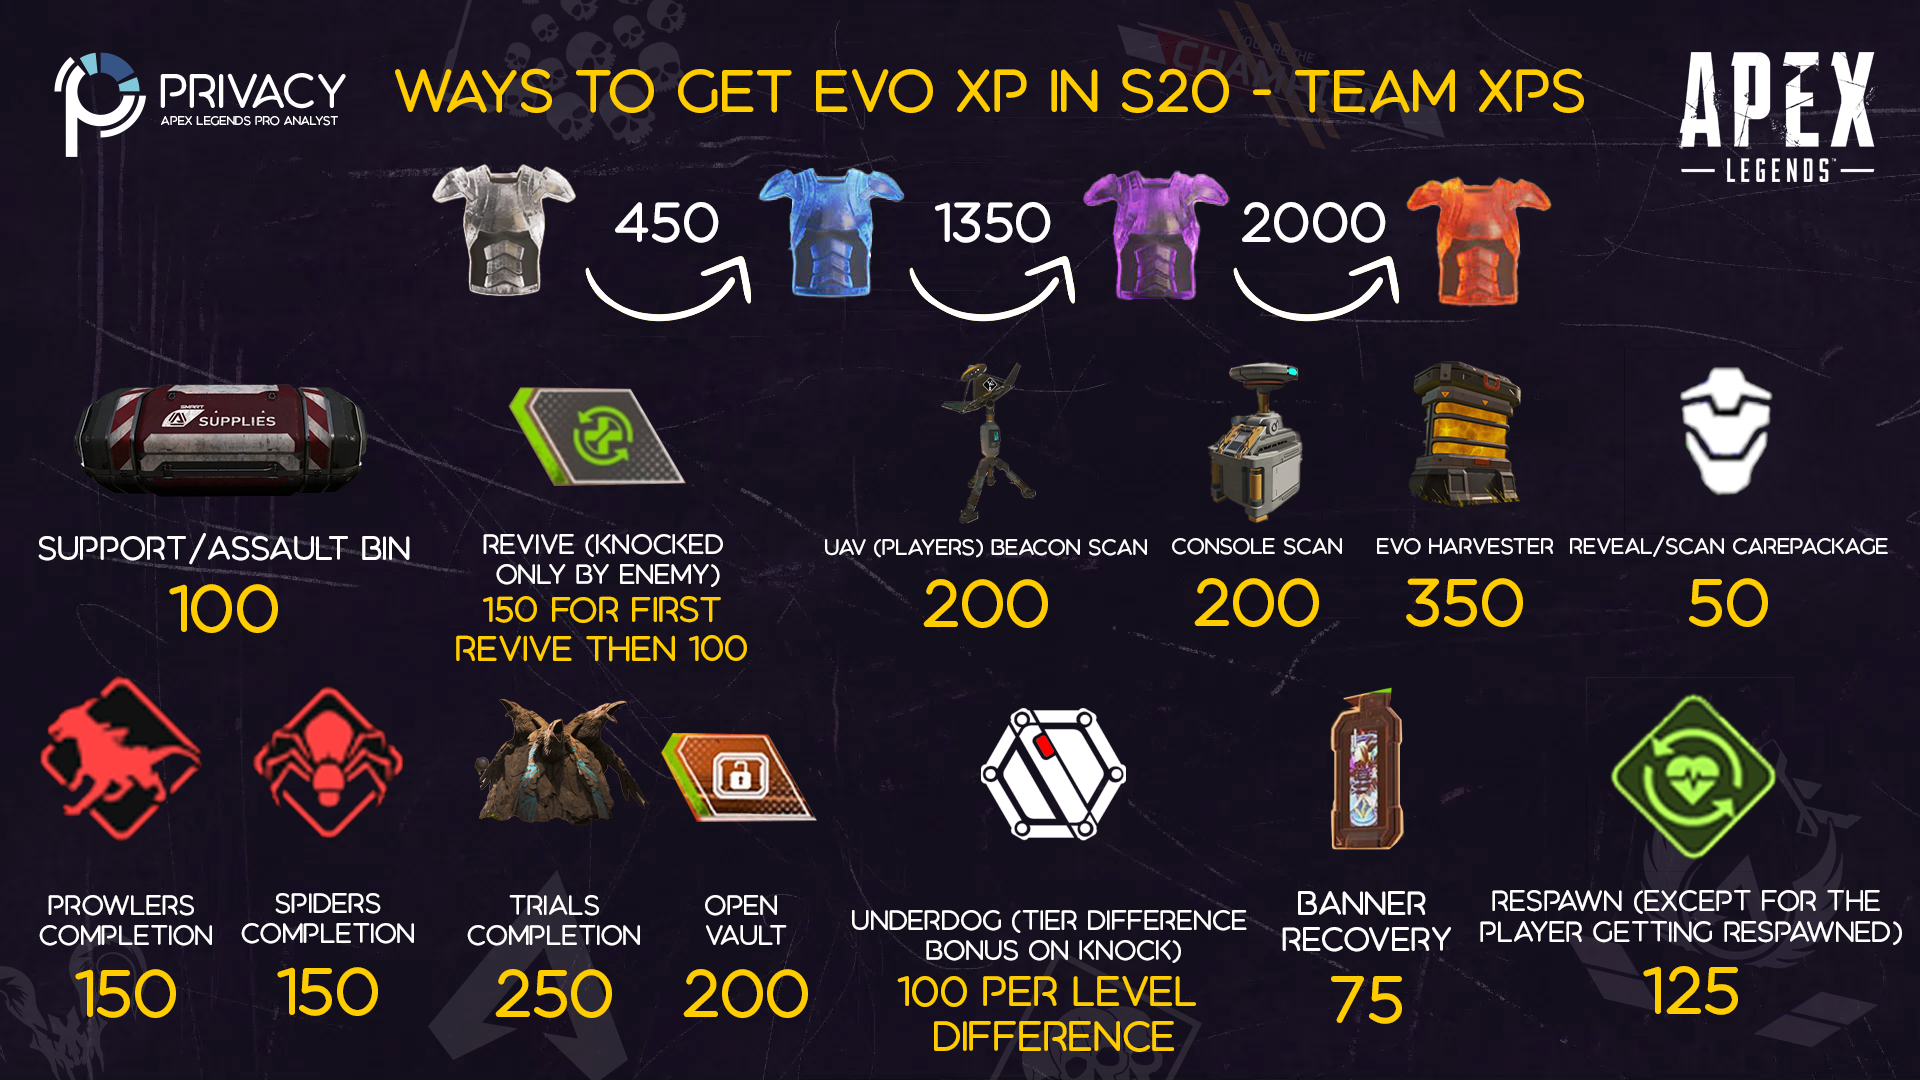 PRIVACY
APEX LEGENDS PRO ANALYST
WAYS TO GET EVO XP IN S20 - TEAM XPS
APEX
LEGENDS™
450
1350
2000
SMART
SUPPLIES
SUPPORT/ASSAULT BIN
100
REVIVE (KNOCKED
ONLY BY ENEMY)
150 FOR FIRST
REVIVE THEN 100
UAV (PLAYERS) BEACON SCAN
200
CONSOLE SCAN
200
EVO HARVESTER
350
REVEAL/SCAN CAREPACKAGE
50
PROWLERS
COMPLETION
150
SPIDERS
COMPLETION
150
TRIALS
COMPLETION
250
OPEN
VAULT
200
UNDERDOG (TIER DIFFERENCE
BONUS ON KNOCK)
100 PER LEVEL
DIFFERENCE
BANNER
RECOVERY
75
RESPAWN (EXCEPT FOR THE
PLAYER GETTING RESPAWNED)
125